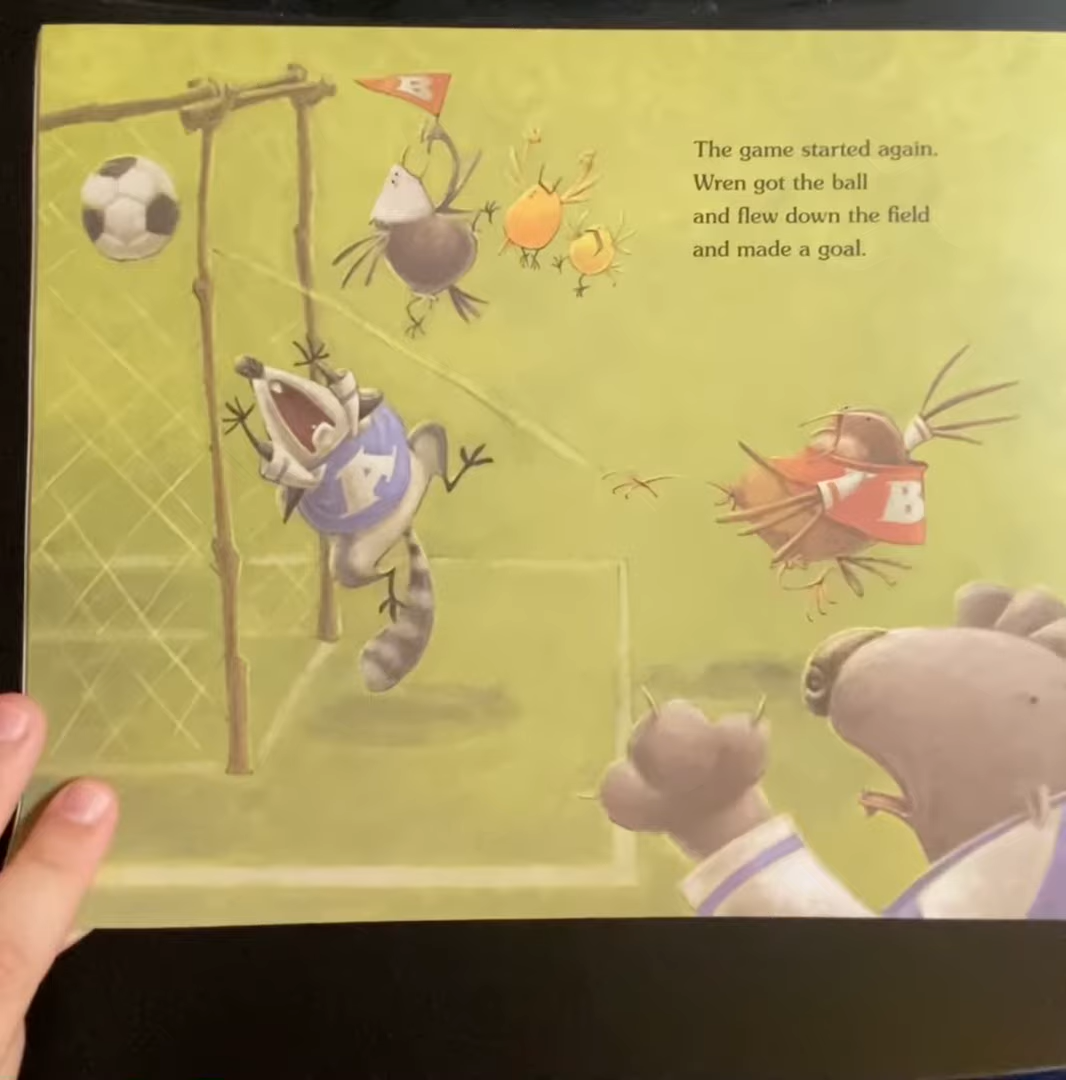 B
The game started again.
Wren got the ball
and flew down the field
and made a goal.
A
B